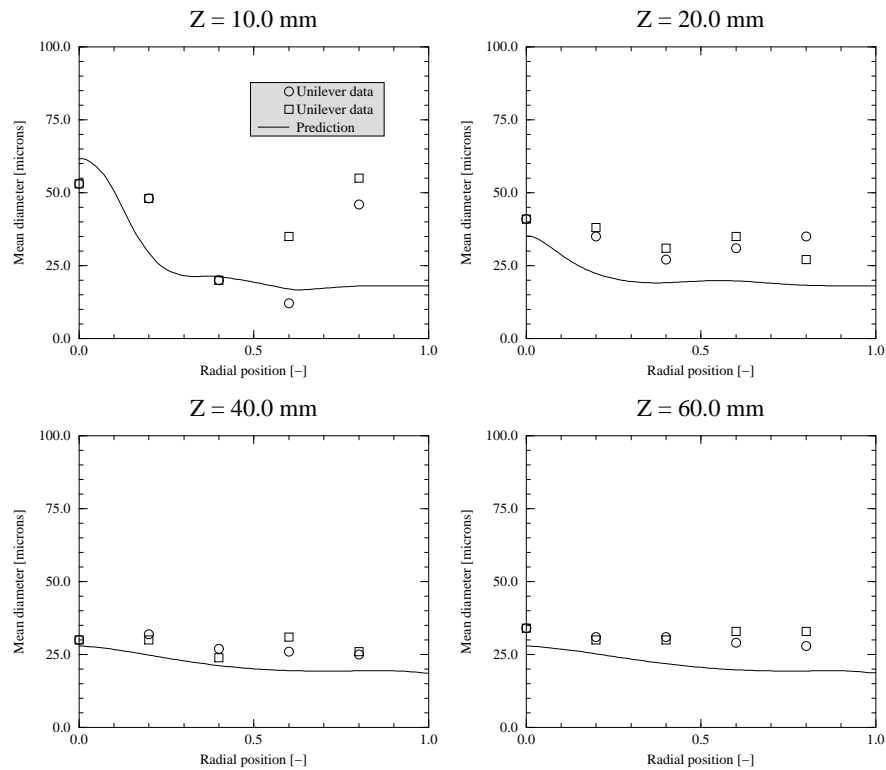 Z = 10.0 mm
100.0
75.0
50.0
25.0
0.0
Mean diameter [microns]
Unilever data
Unilever data
Prediction
0.0
0.5
1.0
Radial position [−]
Z = 20.0 mm
100.0
75.0
50.0
25.0
0.0
Mean diameter [microns]
0.0
0.5
1.0
Radial position [−]
Z = 40.0 mm
100.0
75.0
50.0
25.0
0.0
Mean diameter [microns]
0.0
0.5
1.0
Radial position [−]
Z = 60.0 mm
100.0
75.0
50.0
25.0
0.0
Mean diameter [microns]
0.0
0.5
1.0
Radial position [−]